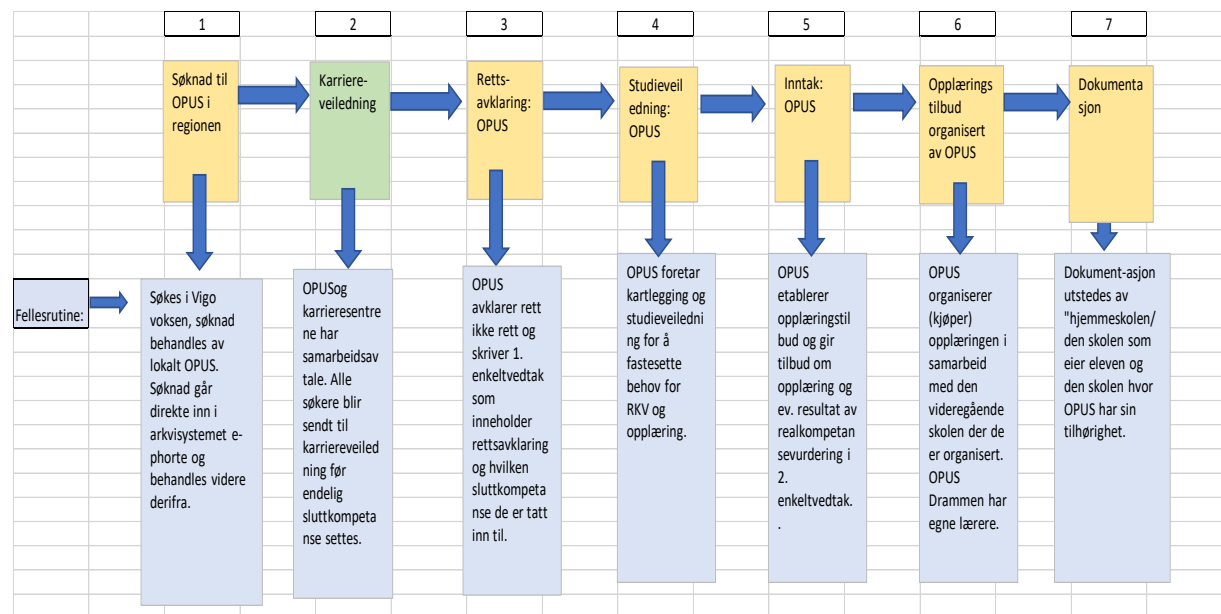 1
2
3
4
5
6
7
Søknad til
OPUS i
regionen
Karriere-
veiledning
Retts-
avklaring:
OPUS
Studieveil
edning:
OPUS
Inntak:
OPUS
Opplærings
tilbud
organisert
av OPUS
Dokumenta
sjon
Fellesrutine:
Søkes i Vigo
voksen, søknad
behandles av
lokalt OPUS.
Søknad går
direkte inn i
arkvisystemet e-
phorte og
behandles videre
derifra.
OPUSog
karrieresentre
ne har
samarbeidsav
tale. Alle
søkere blir
sendt til
karriereveiled
ning før
endelig
sluttkompeta
nse settes.
OPUS
avklarer rett
ikke rett og
skriver 1.
enkeltvedtak
som
inneholder
rettsavklaring
og hvilken
sluttkompeta
nse de er tatt
inn til.
OPUS foretar
kartlegging og
studieveiledni
ng for å
fastesette
behov for
RKV og
opplæring.
OPUS
etablerer
opplæringstil
bud og gir
tilbud om
opplæring og
ev. resultat av
realkompetan
sevurdering i
2.
enkeltvedtak.
.
OPUS
organiserer
(kjøper)
opplæringen i
samarbeid
med den
videregående
skolen der de
er organisert.
OPUS
Drammen har
egne lærere.
Dokument-asjon
utstedes av
"hjemmeskolen/
den skolen som
eier eleven og
den skolen hvor
OPUS har sin
tilhørighet.